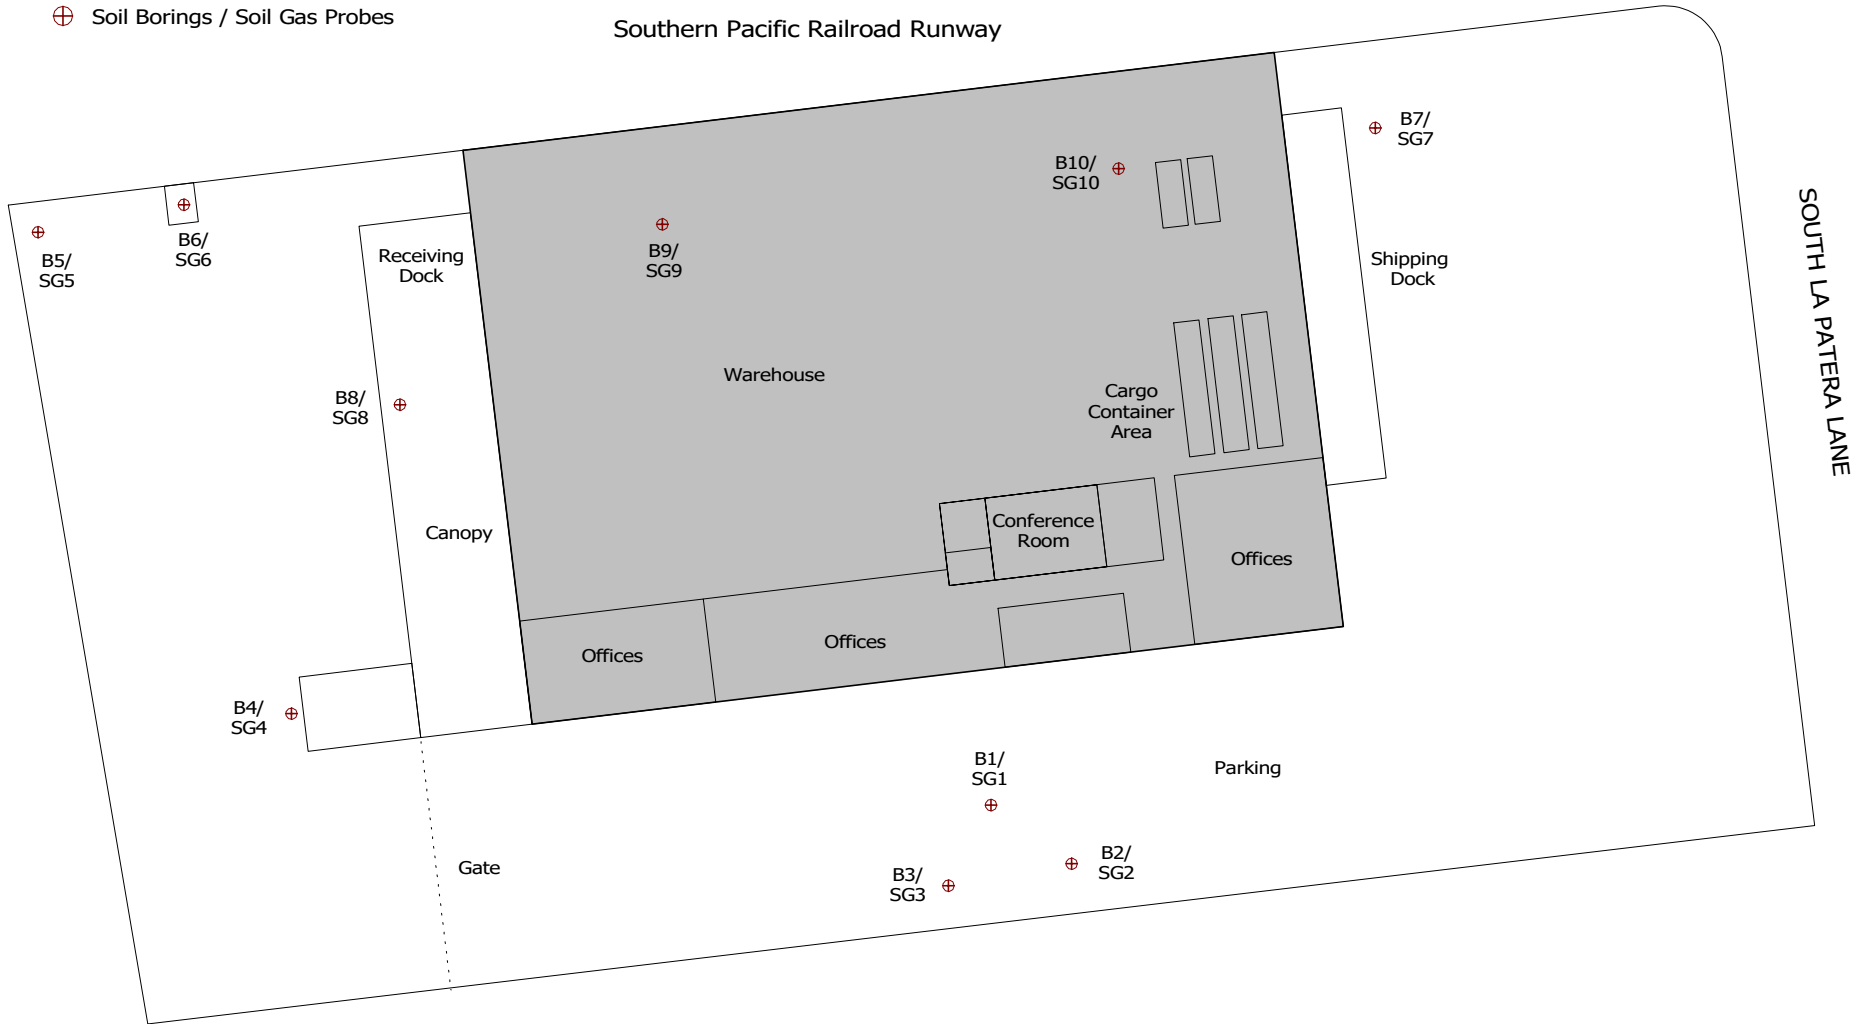 Soil Borings / Soil Gas Probes
Southern Pacific Railroad Runway
B7/
SG7
B10/
SG10
B6/
SG6
B5/
SG5
Receiving
Dock
B9/
SG9
Shipping
Dock
SOUTH LA PATERA LANE
Warehouse
B8/
SG8
Cargo
Container
Area
Canopy
Conference
Room
Offices
Offices
Offices
B4/
SG4
B1/
SG1
Parking
Gate
B3/
SG3
B2/
SG2